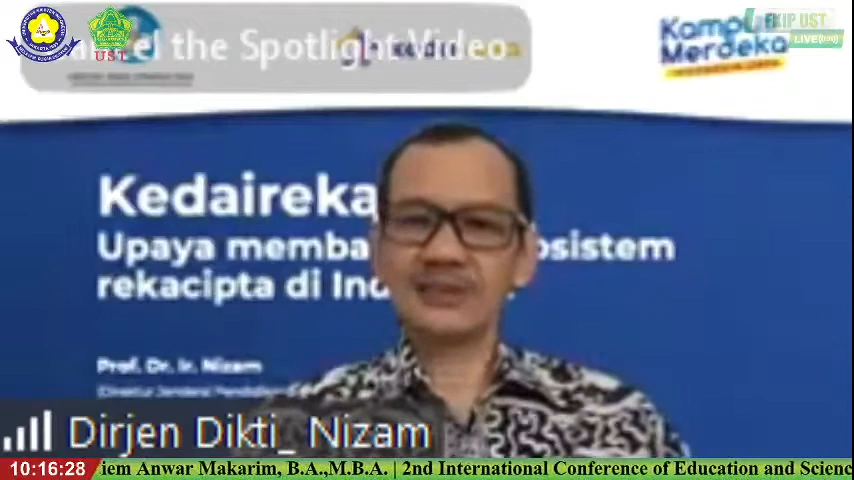 the Spotlight Video
Kampus
Merdeka
FKIP UST
LIVE
UST
Kedaireka
Upaya memba osistem
rekacipta di Ind
Prof. Dr. Ir. Nizam
Dirjen Dikti_ Nizam
10:16:28
iem Anwar Makarim, B.A.,M.B.A. | 2nd International Conference of Education and Scienc